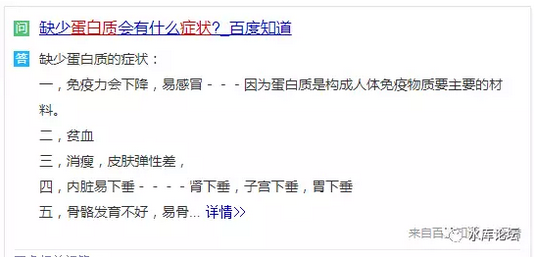 问 缺少蛋白质会有什么症状?_百度知道
答 缺少蛋白质的症状：
一，免疫力会下降，易感冒---因为蛋白质是构成人体免疫物质要主要的材
料。
二，贫血
三，消瘦，皮肤弹性差，
四，内脏易下垂----肾下垂，子宫下垂，胃下垂
五，骨骼发育不好，易骨... 详情>>
来自百
水库论坛